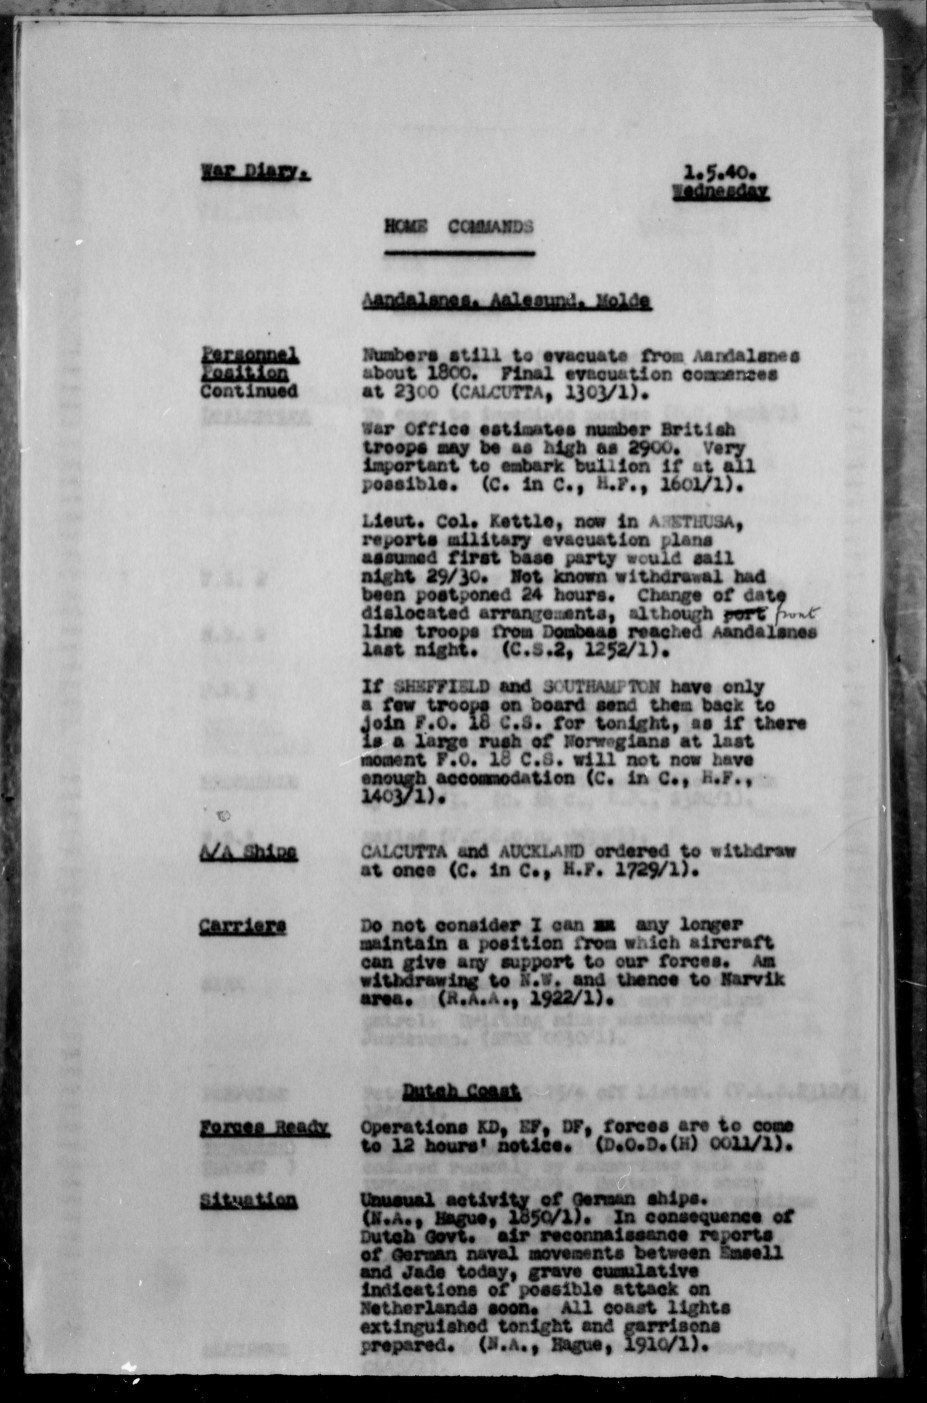 War Diary.
1.5.40.
Wednesday
HOME COMMANDS
Aandalsnes. Aalesund. Molde
Personnel
Position
Continued
Numbers still to evacuate from Aandalsnes
about 1800. Final evacuation commences
at 2300 (CALCUTTA, 1303/1).
War Office estimates number British
troops may be as high as 2900. Very
important to embark bullion if at all
possible. (C. in C., H.F., 1601/1).
Lieut. Col. Kettle, now in ARETHUSA,
reports military evacuation plans
assumed first base party would sail
night 29/30. Not known withdrawal had
been postponed 24 hours. Change of date
dislocated arrangements, although port front
line troops from Dombaas reached Aandalsnes
last night. (C.S.2, 1252/1).
If SHEFFIELD and SOUTHAMPTON have only
a few troops on board send them back to
join F.O. 18 C.S. for tonight, as if there
is a large rush of Norwegians at last
moment F.O. 18 C.S. will not now have
enough accommodation (C. in C., H.F.,
1403/1).
A/A Ships
CALCUTTA and AUCKLAND ordered to withdraw
at once (C. in C., H.F. 1729/1).
Carriers
Do not consider I can any longer
maintain a position from which aircraft
can give any support to our forces. Am
withdrawing to N.W. and thence to Narvik
area. (R.A.A., 1922/1).
Dutch Coast
Forces Ready
Operations KD, EF, DF, forces are to come
to 12 hours' notice. (D.O.D.(H) 0011/1).
Situation
Unusual activity of German ships.
(N.A., Hague, 1850/1). In consequence of
Dutch Govt. air reconnaissance reports
of German naval movements between Emsell
and Jade today, grave cumulative
indications of possible attack on
Netherlands soon. All coast lights
extinguished tonight and garrisons
prepared. (N.A., Hague, 1910/1).